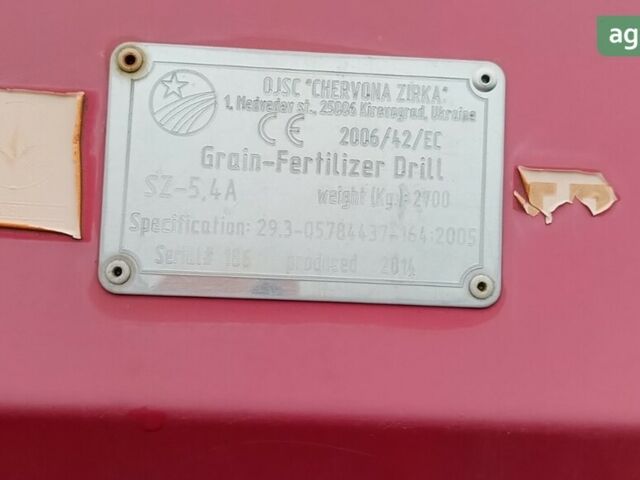 ag
OJSC "CHERVONA ZIRKA"
1, Medvedev st., 25006 Kirovograd, Ukraine
CE 2006/42/EC
Grain-Fertilizer Drill
SZ-5,4A weight (Kg.): 2700
Specification: 29.3-05784437-164:2005
Serial# 186 produced 2014